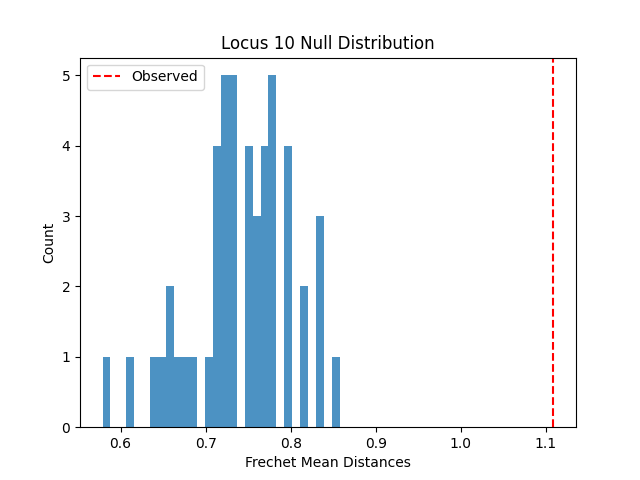 Locus 10 Null Distribution
Observed
5
4
3
2
1
0
Count
0.6 0.7 0.8 0.9 1.0 1.1
Frechet Mean Distances